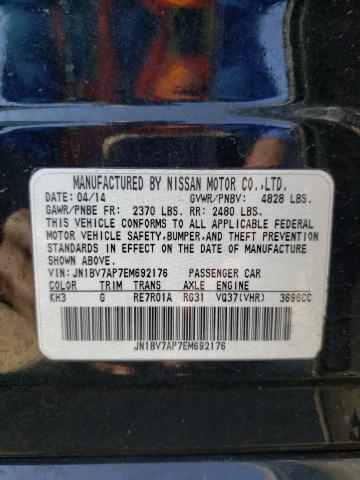 MANUFACTURED BY NISSAN MOTOR CO.,LTD.
DATE: 04/14 GVWR/PNBV: 4828 LBS.
GAWR/PNBE FR: 2370 LBS. RR: 2480 LBS.
THIS VEHICLE CONFORMS TO ALL APPLICABLE FEDERAL
MOTOR VEHICLE SAFETY, BUMPER, AND THEFT PREVENTION
STANDARDS IN EFFECT ON THE DATE OF MANUFACTURE
SHOWN ABOVE.
VIN: JN1BV7AP7EM692176 PASSENGER CAR
COLOR TRIM TRANS AXLE ENGINE
KH3 G RE7R01A RG31 VQ37(VHR) 3696CC
JN1BV7AP7EM692176